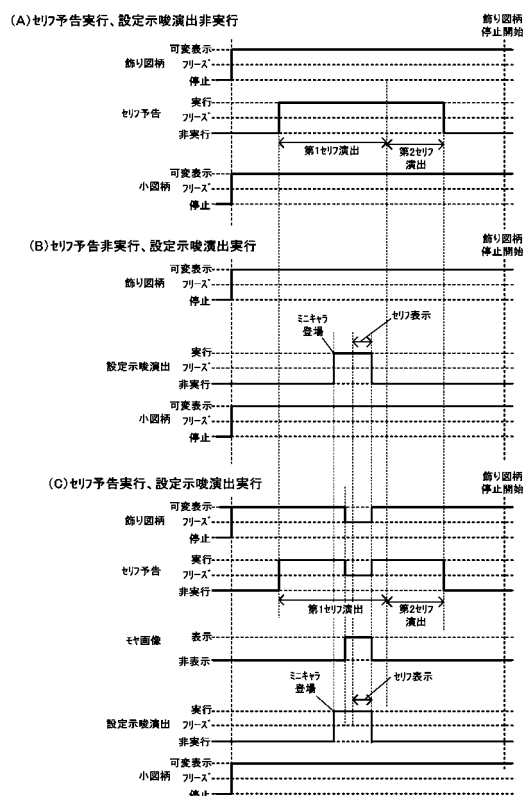 (A)セリフ予告実行、設定示唆演出非実行
飾り図柄
停止開始
可変表示
飾り図柄 フリーズ
停止
実行
セリフ予告 フリーズ
非実行
第1セリフ演出
第2セリフ
演出
可変表示
小図柄 フリーズ
停止
(B)セリフ予告非実行、設定示唆演出実行
飾り図柄
停止開始
可変表示
飾り図柄 フリーズ
停止
ミニキャラ
登場
セリフ表示
実行
設定示唆演出 フリーズ
非実行
可変表示
小図柄 フリーズ
停止
(C)セリフ予告実行、設定示唆演出実行
飾り図柄
停止開始
可変表示
飾り図柄 フリーズ
停止
実行
セリフ予告 フリーズ
非実行
第1セリフ演出
第2セリフ
演出
モヤ画像 表示
非表示
ミニキャラ
登場
セリフ表示
実行
設定示唆演出 フリーズ
非実行
可変表示
小図柄 フリーズ
停止